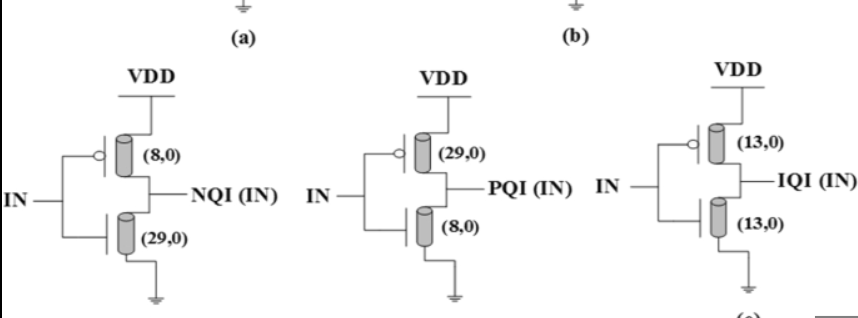 (a)
(b)
VDD
(8,0)
IN
NQI (IN)
(29,0)
VDD
(29,0)
IN
PQI (IN)
(8,0)
VDD
(13,0)
IN
IQI (IN)
(13,0)